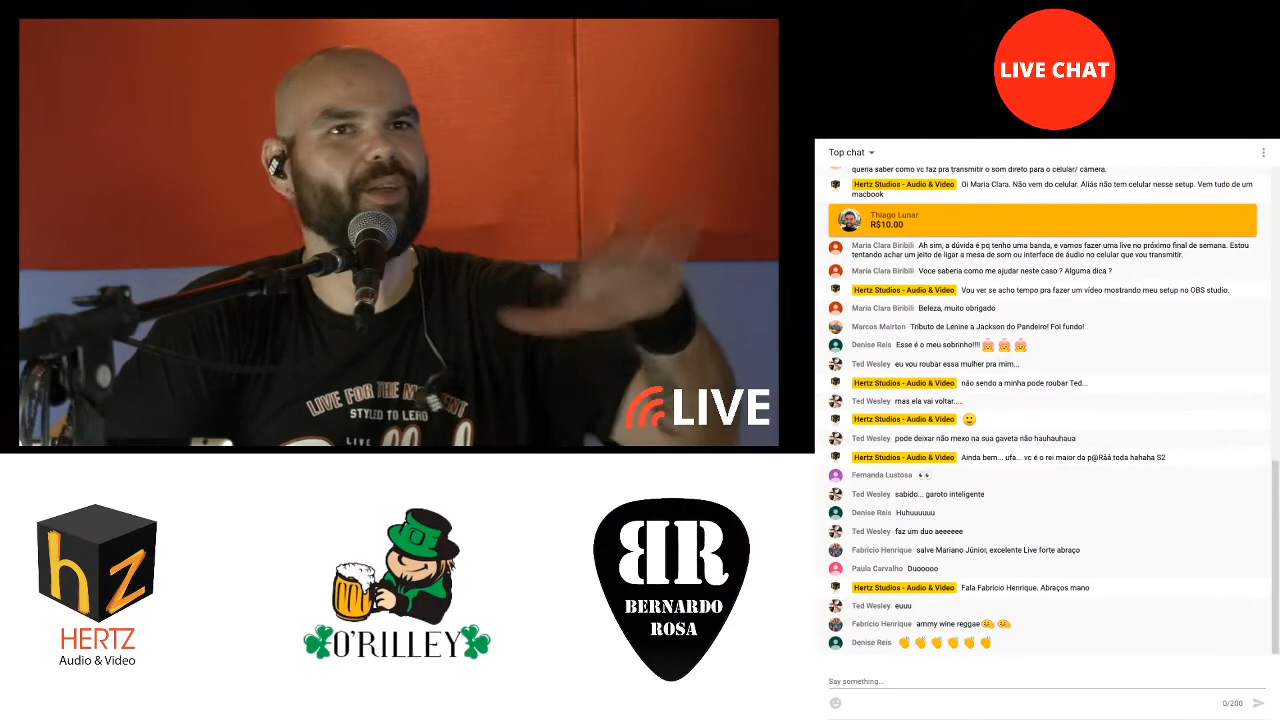 LIVE CHAT
Top chat
queria saber como vc faz pra transmitir o som direto para o celular/ câmera.
Hertz Studios - Audio & Video Oi Maria Clara. Não vem do celular. Aliás não tem celular nesse setup. Vem tudo de um
macbook
Thiago Lunar
R$10.00
Maria Clara Biribili Ah sim, a dúvida é pq tenho uma banda, e vamos fazer uma live no próximo final de semana. Estou
tentando achar um jeito de ligar a mesa de som ou interface de áudio no celular que vou transmitir.
Maria Clara Biribili Voce saberia como me ajudar neste caso ? Alguma dica ?
Hertz Studios - Audio & Video Vou ver se acho tempo pra fazer um vídeo mostrando meu setup no OBS studio.
Maria Clara Biribili Beleza, muito obrigado
Marcos Mairton Tributo de Lenine a Jackson do Pandeiro! Foi fundo!
Denise Reis Esse é o meu sobrinho!!!!
Ted Wesley eu vou roubar essa mulher pra mim...
Hertz Studios - Audio & Video não sendo a minha pode roubar Ted...
Ted Wesley mas ela vai voltar.....
Hertz Studios - Audio & Video 🙂
Ted Wesley pode deixar não mexo na sua gaveta não hauhauhaua
Hertz Studios - Audio & Video Ainda bem... ufa... vc é o rei maior da p@Rââ toda hahaha S2
Fernanda Lustosa 👀
Ted Wesley sabido... garoto inteligente
Denise Reis Huhuuuuuu
Ted Wesley faz um duo aeeeeee
Fabrício Henrique salve Mariano Júnior, excelente Live forte abraço
Paula Carvalho Duooooo
Hertz Studios - Audio & Video Fala Fabrício Henrique. Abraços mano
Ted Wesley euuu
Fabrício Henrique ammy wine reggae😊😊
Denise Reis 👏👏👏👏👏👏
Say something...
0/200
LIVE FOR THE
STYLED TO
LIVE
LIVE
hz
HERTZ
Audio & Video
O'RILLEY
BR
BERNARDO
ROSA